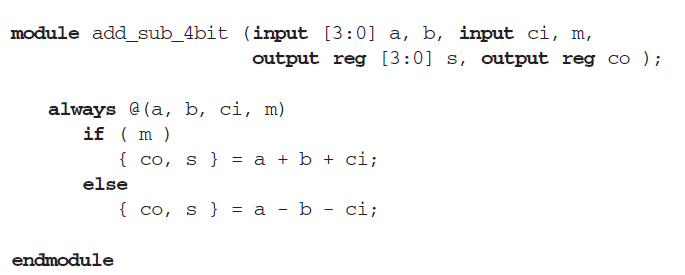 module add_sub_4bit (input [3:0] a, b, input ci, m,
output reg [3:0] s, output reg co );
always @(a, b, ci, m)
if ( m )
{ co, s } = a + b + ci;
else
{ co, s } = a - b - ci;
endmodule